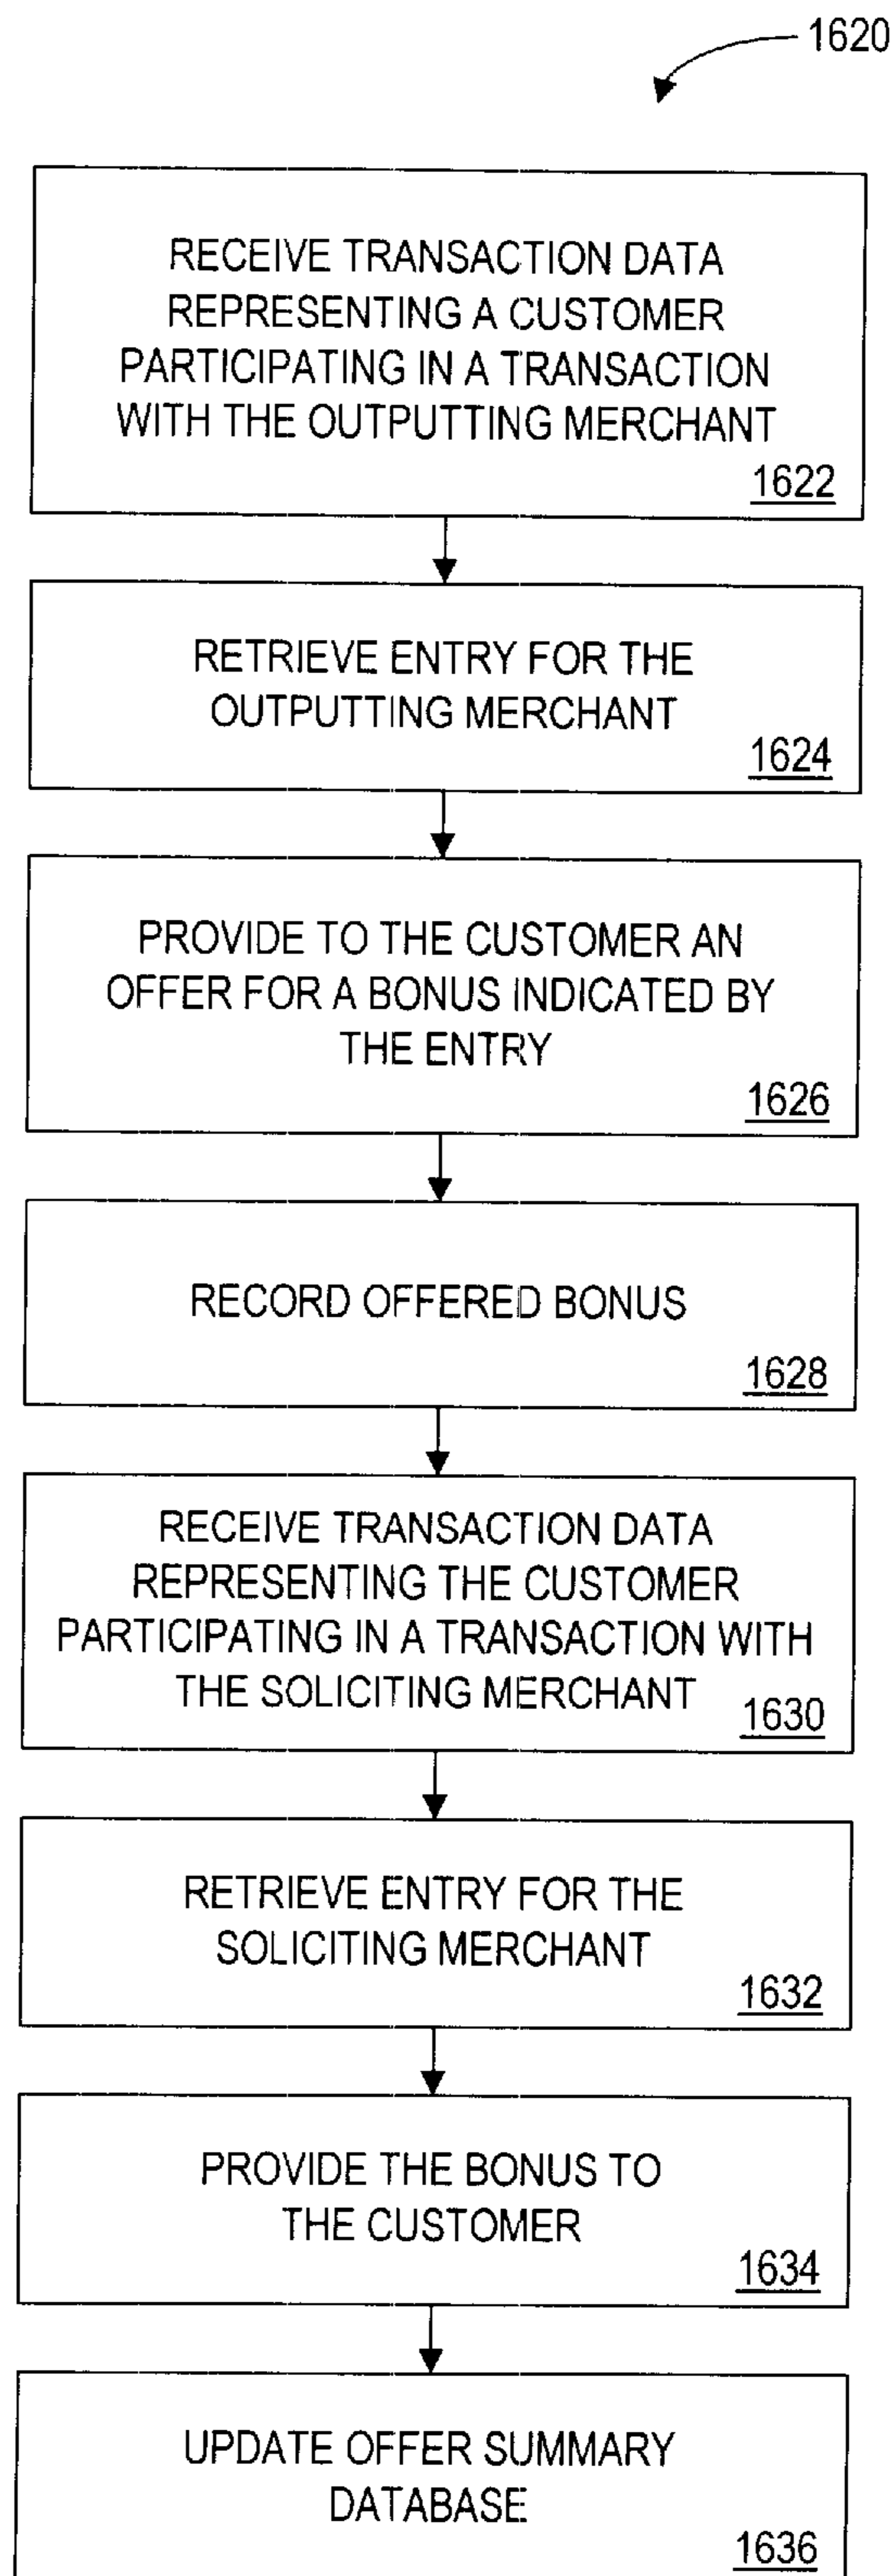 1620
RECEIVE TRANSACTION DATA
REPRESENTING A CUSTOMER
PARTICIPATING IN A TRANSACTION
WITH THE OUTPUTTING MERCHANT
1622
RETRIEVE ENTRY FOR THE
OUTPUTTING MERCHANT
1624
PROVIDE TO THE CUSTOMER AN
OFFER FOR A BONUS INDICATED BY
THE ENTRY
1626
RECORD OFFERED BONUS
1628
RECEIVE TRANSACTION DATA
REPRESENTING THE CUSTOMER
PARTICIPATING IN A TRANSACTION WITH
THE SOLICITING MERCHANT
1630
RETRIEVE ENTRY FOR THE
SOLICITING MERCHANT
1632
PROVIDE THE BONUS TO
THE CUSTOMER
1634
UPDATE OFFER SUMMARY
DATABASE
1636